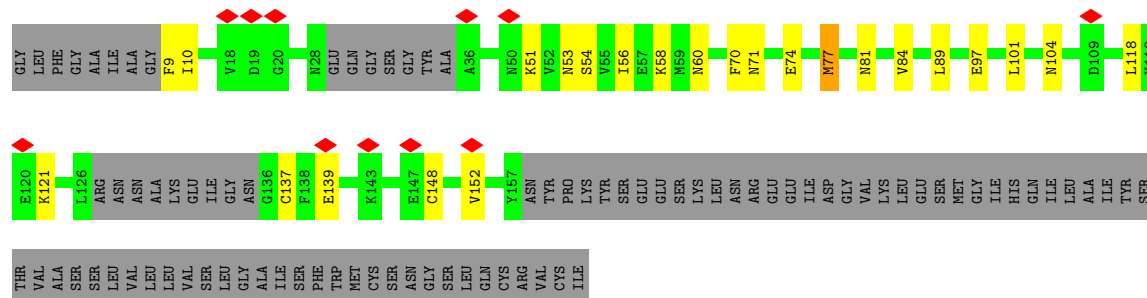 GLY LEU PHE GLY ALA ILE ALA GLY F9 I10 V18 D19 G20 N28 GLU GLN GLY SER GLY TYR ALA A36 N50 K51 V52 N53 S54 V55 I56 E57 K58 M59 N60 F70 N71 E74 M77 N81 V84 L89 E97 L101 N104 D109 L118
E120 K121 L126 ARG ASN ASN ALA LYS GLU ILE GLY ASN G136 C137 F138 E139 K143 E147 C148 V152 Y157 ASN TYR PRO LYS TYR SER GLU GLU SER LYS LEU ASN ARG GLU GLU ILE ASP GLY VAL LYS LEU GLU SER MET GLY ILE HIS GLN ILE LEU ALA ILE TYR SER
THR VAL ALA SER SER LEU VAL LEU LEU VAL SER LEU GLY ALA ILE SER PHE TRP MET CYS SER ASN GLY SER LEU GLN CYS ARG VAL CYS ILE